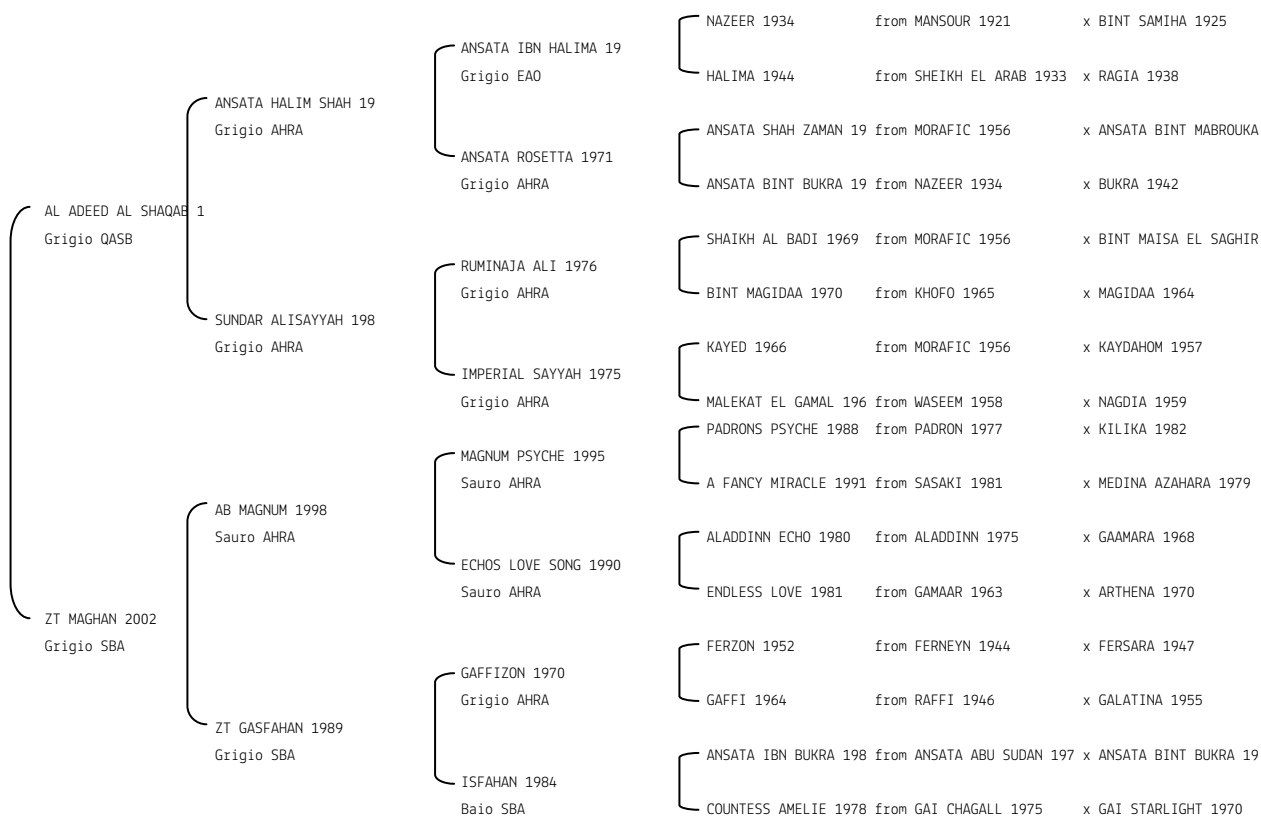 NAZEER 1934 from MANSOUR 1921 x BINT SAMIHA 1925
ANSATA IBN HALIMA 19
Grigio EAO
HALIMA 1944 from SHEIKH EL ARAB 1933 x RAGIA 1938
ANSATA HALIM SHAH 19
Grigio AHRA
ANSATA SHAH ZAMAN 19 from MORAFIC 1956 x ANSATA BINT MABROUKA
ANSATA ROSETTA 1971
Grigio AHRA
ANSATA BINT BUKRA 19 from NAZEER 1934 x BUKRA 1942
AL ADEED AL SHAQAB 1
Grigio QASB
SHAIKH AL BADI 1969 from MORAFIC 1956 x BINT MAISA EL SAGHIR
RUMINAJA ALI 1976
Grigio AHRA
BINT MAGIDAA 1970 from KHOFO 1965 x MAGIDAA 1964
SUNDAR ALISAYYAH 198
Grigio AHRA
KAYED 1966 from MORAFIC 1956 x KAYDAHOM 1957
IMPERIAL SAYYAH 1975
Grigio AHRA
MALEKAT EL GAMAL 196 from WASEEM 1958 x NAGDIA 1959
PADRONS PSYCHE 1988 from PADRON 1977 x KILIKA 1982
MAGNUM PSYCHE 1995
Sauro AHRA
A FANCY MIRACLE 1991 from SASAKI 1981 x MEDINA AZAHARA 1979
AB MAGNUM 1998
Sauro AHRA
ALADDINN ECHO 1980 from ALADDINN 1975 x GAAMARA 1968
ECHOS LOVE SONG 1990
Sauro AHRA
ENDLESS LOVE 1981 from GAMAAR 1963 x ARTHENA 1970
ZT MAGHAN 2002
Grigio SBA
FERZON 1952 from FERNEYN 1944 x FERSARA 1947
GAFFIZON 1970
Grigio AHRA
GAFFI 1964 from RAFFI 1946 x GALATINA 1955
ZT GASFAHAN 1989
Grigio SBA
ANSATA IBN BUKRA 198 from ANSATA ABU SUDAN 197 x ANSATA BINT BUKRA 19
ISFAHAN 1984
Baio SBA
COUNTESS AMELIE 1978 from GAI CHAGALL 1975 x GAI STARLIGHT 1970